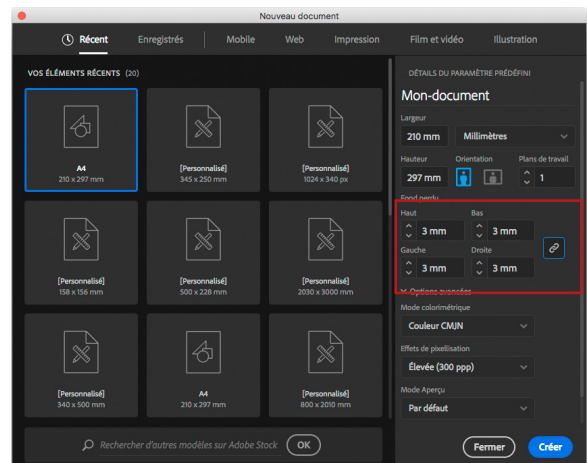 Nouveau document
Récent Enregistrés Mobile Web Impression Film et vidéo Illustration
VOS ÉLÉMENTS RÉCENTS (20)
A4
210 x 297 mm
[Personnalisé]
345 x 250 mm
[Personnalisé]
1024 x 340 px
[Personnalisé]
158 x 156 mm
[Personnalisé]
500 x 228 mm
[Personnalisé]
2030 x 3000 mm
[Personnalisé]
340 x 500 mm
A4
210 x 297 mm
[Personnalisé]
800 x 2010 mm
Rechercher d'autres modèles sur Adobe Stock OK
DÉTAILS DU PARAMÈTRE PRÉDÉFINI
Mon-document
Largeur
210 mm Millimètres
Hauteur Orientation Plans de travail
297 mm 1
Fond perdu
Haut Bas
3 mm 3 mm
Gauche Droite
3 mm 3 mm
Options avancées
Mode colorimétrique
Couleur CMJN
Effets de pixellisation
Élevée (300 ppp)
Mode Aperçu
Par défaut
Fermer Créer